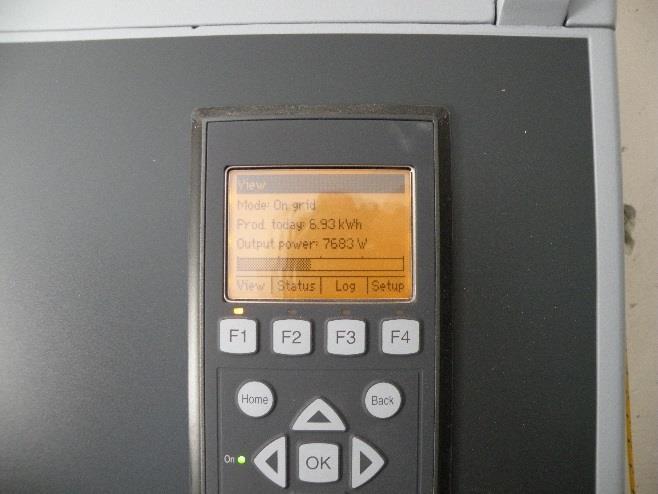 View
Mode: On grid
Prod. today: 6.93 kWh
Output power: 7683 W
View Status Log Setup
F1 F2 F3 F4
Home Back
On OK